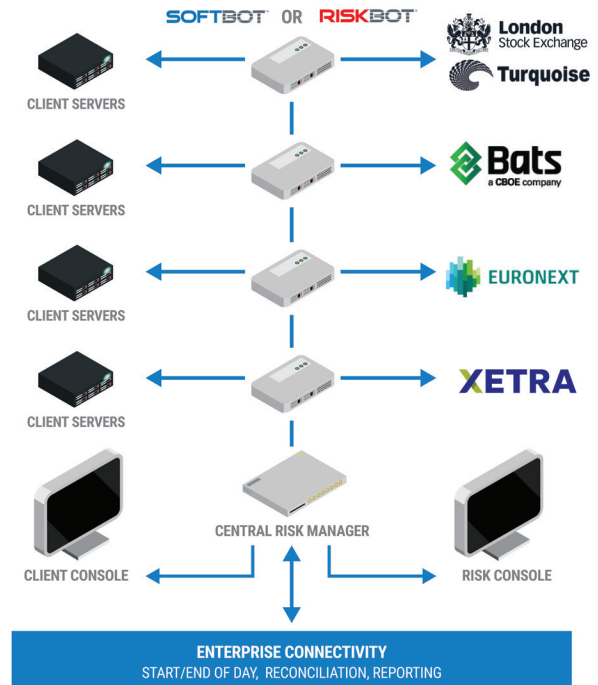 SOFTBOT OR RISKBOT
London
Stock Exchange
Turquoise
CLIENT SERVERS
Bats
a CBOE company
CLIENT SERVERS
EURONEXT
CLIENT SERVERS
XETRA
CLIENT SERVERS
CENTRAL RISK MANAGER
CLIENT CONSOLE
RISK CONSOLE
ENTERPRISE CONNECTIVITY
START/END OF DAY, RECONCILIATION, REPORTING